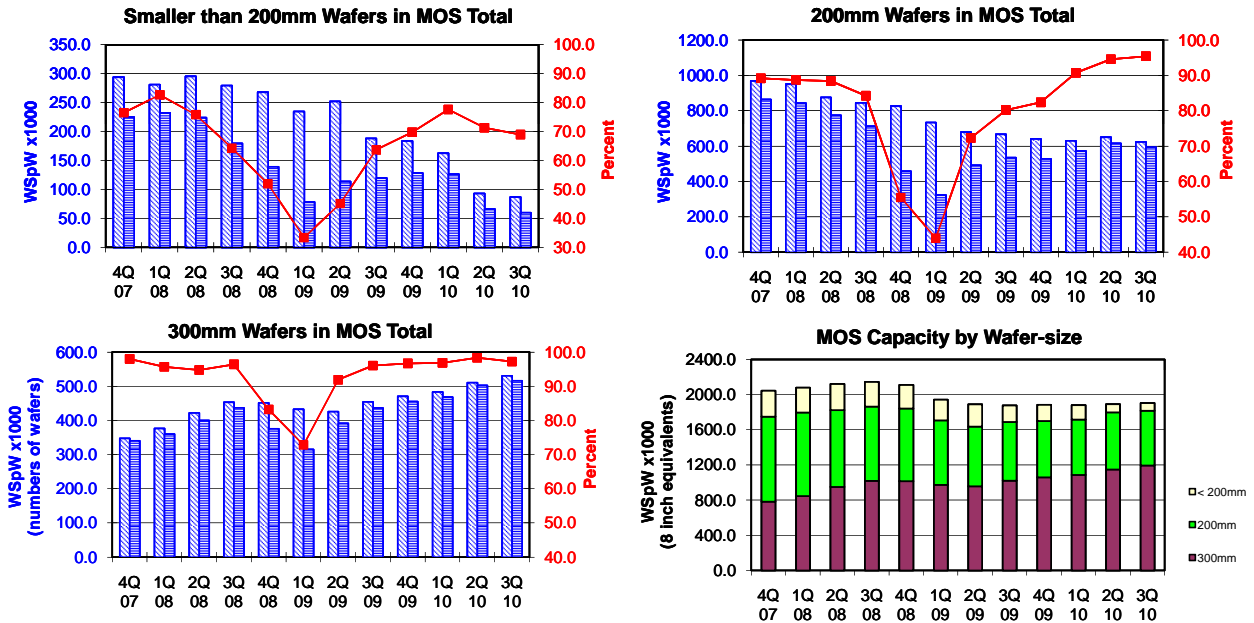 Smaller than 200mm Wafers in MOS Total
WSpW x1000
350.0
300.0
250.0
200.0
150.0
100.0
50.0
0.0
100.0
90.0
80.0
70.0
60.0
50.0
40.0
30.0
Percent
4Q 1Q 2Q 3Q 4Q 1Q 2Q 3Q 4Q 1Q 2Q 3Q
07 08 08 08 08 09 09 09 09 10 10 10
200mm Wafers in MOS Total
WSpW x1000
1200.0
1000.0
800.0
600.0
400.0
200.0
0.0
100.0
90.0
80.0
70.0
60.0
50.0
40.0
Percent
4Q 1Q 2Q 3Q 4Q 1Q 2Q 3Q 4Q 1Q 2Q 3Q
07 08 08 08 08 09 09 09 09 10 10 10
300mm Wafers in MOS Total
WSpW x1000
(numbers of wafers)
600.0
500.0
400.0
300.0
200.0
100.0
0.0
100.0
90.0
80.0
70.0
60.0
50.0
40.0
Percent
4Q 1Q 2Q 3Q 4Q 1Q 2Q 3Q 4Q 1Q 2Q 3Q
07 08 08 08 08 09 09 09 09 10 10 10
MOS Capacity by Wafer-size
WSpW x1000
(8 inch equivalents)
2400.0
2000.0
1600.0
1200.0
800.0
400.0
0.0
4Q 1Q 2Q 3Q 4Q 1Q 2Q 3Q 4Q 1Q 2Q 3Q
07 08 08 08 08 09 09 09 09 10 10 10
< 200mm
200mm
300mm